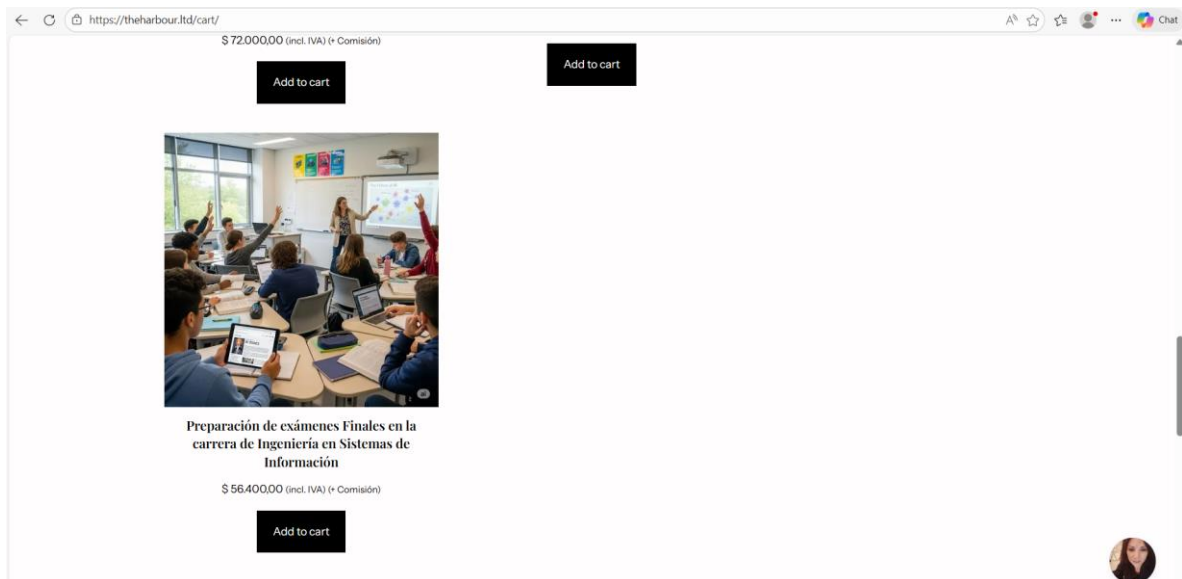 https://theharbour.ltd/cart/
Chat
$ 72.000,00 (incl. IVA) (+ Comisión)
Add to cart
Add to cart
Preparación de exámenes Finales en la
carrera de Ingeniería en Sistemas de
Información
$ 56.400,00 (incl. IVA) (+ Comisión)
Add to cart